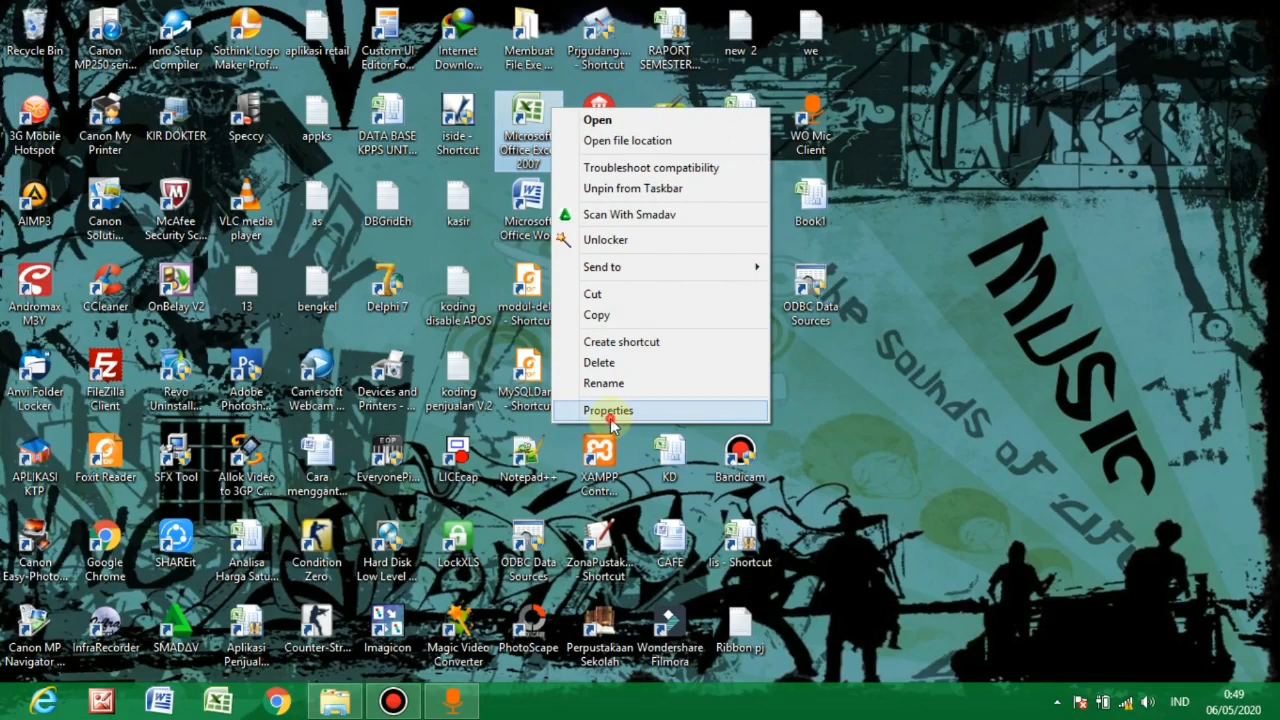 Recycle Bin
Canon
MP250 seri...
Inno Setup
Compiler
Sothink Logo
Maker Prof...
aplikasi retail
Custom UI
Editor Fo...
Internet
Downlo...
Membuat
File Exe ...
Prjgudang....
- Shortcut
RAPORT
SEMESTER...
new 2
we
3G Mobile
Hotspot
Canon My
Printer
KIR DOKTER
Speccy
appks
DATA BASE
KPPS UNT...
iside -
Shortcut
Microsoft
Office Exce
2007
WO Mic
Client
AIMP3
Canon
Soluti...
McAfee
Security Sc...
VLC media
player
as
DBGridEh
kasir
Microsof
Office Wo
Book1
Andromax
M3Y
CCleaner
OnBelay V2
13
bengkel
Delphi 7
koding
disable APOS
modul-del
- Shortcu
ODBC Data
Sources
Anvi Folder
Locker
FileZilla
Client
Revo
Uninstall...
Adobe
Photosh...
Camersoft
Webcam ...
Devices and
Printers - ...
koding
penjualan V.2
MySQLDar
- Shortcu
APLIKASI
KTP
Foxit Reader
SFX Tool
Allok Video
to 3GP C...
Cara
menggant...
EveryonePi...
LICEcap
Notepad++
XAMPP
Contr...
KD
Bandicam
Canon
Easy-Photo...
Google
Chrome
SHAREit
Analisa
Harga Satu...
Condition
Zero
Hard Disk
Low Level ...
LockXLS
ODBC Data
Sources
ZonaPustak...
- Shortcut
CAFE
lis - Shortcut
Canon MP
Navigator ...
InfraRecorder
SMADΔV
Aplikasi
Penjual...
Counter-Str...
Imagicon
Magic Video
Converter
PhotoScape
Perpustakaan
Sekolah
Wondershare
Filmora
Ribbon pj
Open
Open file location
Troubleshoot compatibility
Unpin from Taskbar
Scan With Smadav
Unlocker
Send to
Cut
Copy
Create shortcut
Delete
Rename
Properties
MUSIC
IND
0:49
06/05/2020